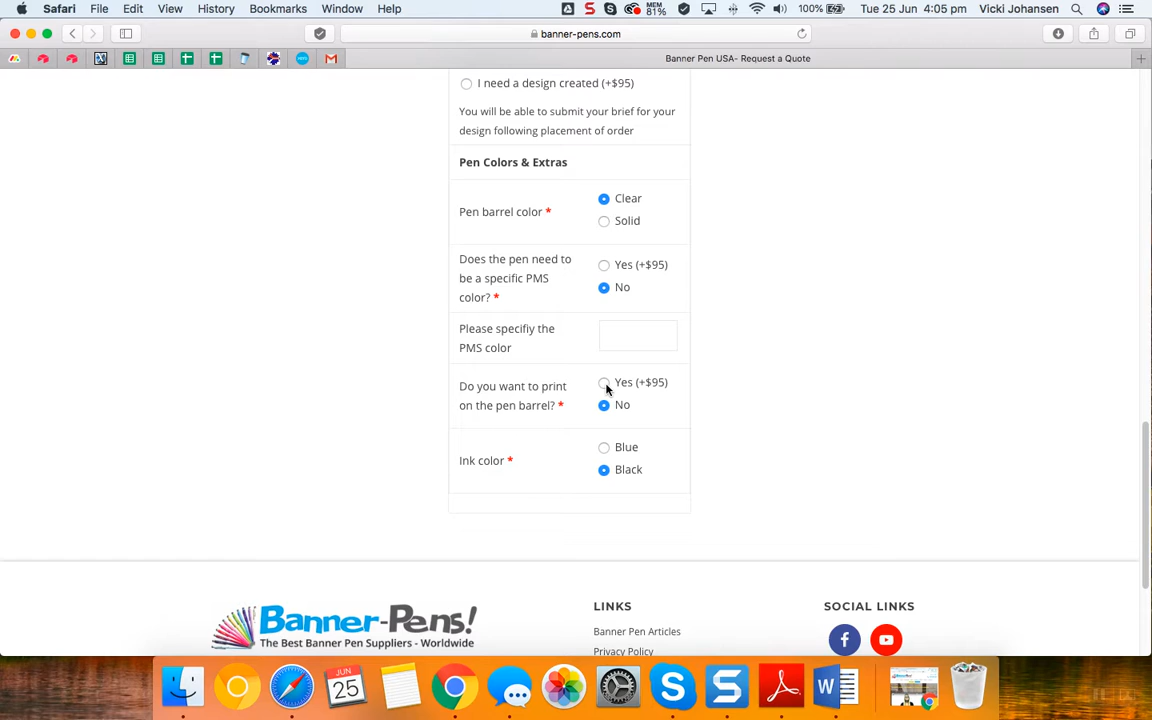 Safari File Edit View History Bookmarks Window Help MEM 81% 100% Tue 25 Jun 4:05 pm Vicki Johansen
banner-pens.com
Banner Pen USA- Request a Quote
I need a design created (+$95)
You will be able to submit your brief for your
design following placement of order
Pen Colors & Extras
Pen barrel color *
Clear
Solid
Does the pen need to
be a specific PMS
color? *
Yes (+$95)
No
Please specifiy the
PMS color
Do you want to print
on the pen barrel? *
Yes (+$95)
No
Ink color *
Blue
Black
Banner-Pens!
The Best Banner Pen Suppliers - Worldwide
LINKS
Banner Pen Articles
Privacy Policy
SOCIAL LINKS
JUN
25